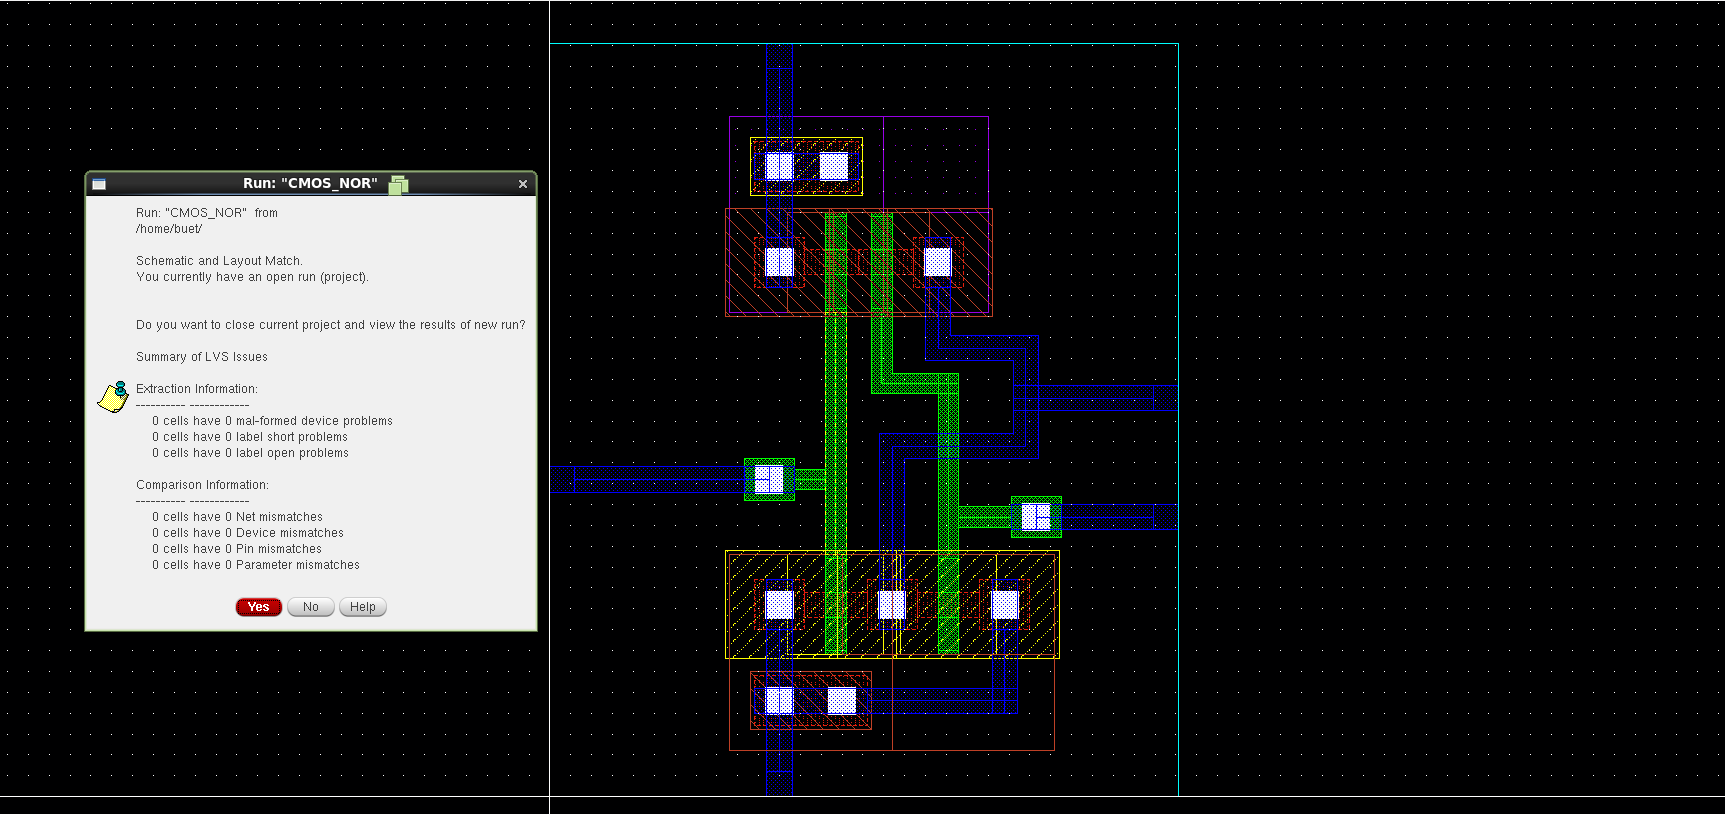 Run: "CMOS_NOR"
Run: "CMOS_NOR" from
/home/buet/
Schematic and Layout Match.
You currently have an open run (project).
Do you want to close current project and view the results of new run?
Summary of LVS Issues
Extraction Information:
---------- ------------
0 cells have 0 mal-formed device problems
0 cells have 0 label short problems
0 cells have 0 label open problems
Comparison Information:
---------- ------------
0 cells have 0 Net mismatches
0 cells have 0 Device mismatches
0 cells have 0 Pin mismatches
0 cells have 0 Parameter mismatches
Yes No Help